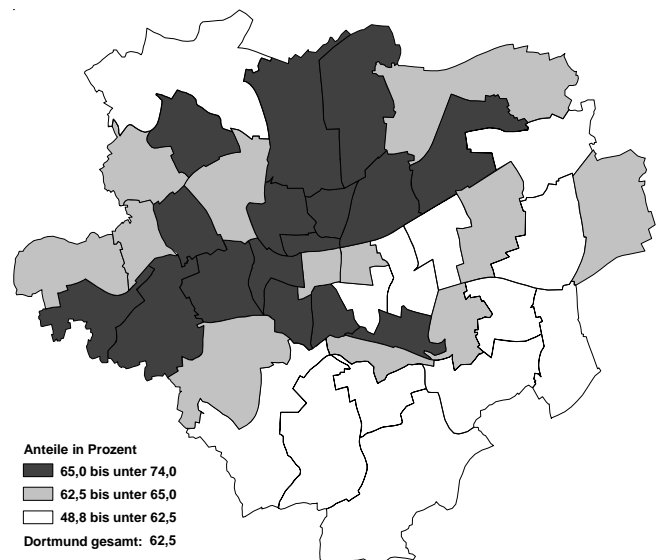 Anteile in Prozent
65,0 bis unter 74,0
62,5 bis unter 65,0
48,8 bis unter 62,5
Dortmund gesamt: 62,5